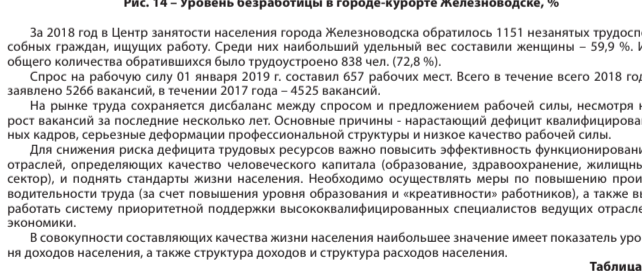 Рис. 14 – Уровень безработицы в городе-курорте Железноводске, %
За 2018 год в Центр занятости населения города Железноводска обратилось 1151 незанятых трудоспо
собных граждан, ищущих работу. Среди них наибольший удельный вес составили женщины – 59,9 %. И
общего количества обратившихся было трудоустроено 838 чел. (72,8 %).
Спрос на рабочую силу 01 января 2019 г. составил 657 рабочих мест. Всего в течение всего 2018 год
заявлено 5266 вакансий, в течении 2017 года – 4525 вакансий.
На рынке труда сохраняется дисбаланс между спросом и предложением рабочей силы, несмотря н
рост вакансий за последние несколько лет. Основные причины - нарастающий дефицит квалифицирова
ных кадров, серьезные деформации профессиональной структуры и низкое качество рабочей силы.
Для снижения риска дефицита трудовых ресурсов важно повысить эффективность функционирован
отраслей, определяющих качество человеческого капитала (образование, здравоохранение, жилищны
сектор), и поднять стандарты жизни населения. Необходимо осуществлять меры по повышению прои
водительности труда (за счет повышения уровня образования и «креативности» работников), а также вы
работать систему приоритетной поддержки высококвалифицированных специалистов ведущих отрасле
экономики.
В совокупности составляющих качества жизни населения наибольшее значение имеет показатель уро
ня доходов населения, а также структура доходов и структура расходов населения.
Таблица